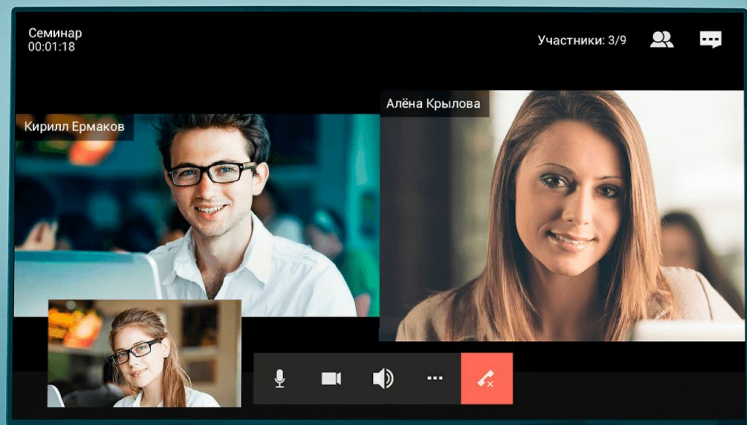 Семинар
00:01:18
Участники: 3/9
Алёна Крылова
Кирилл Ермаков